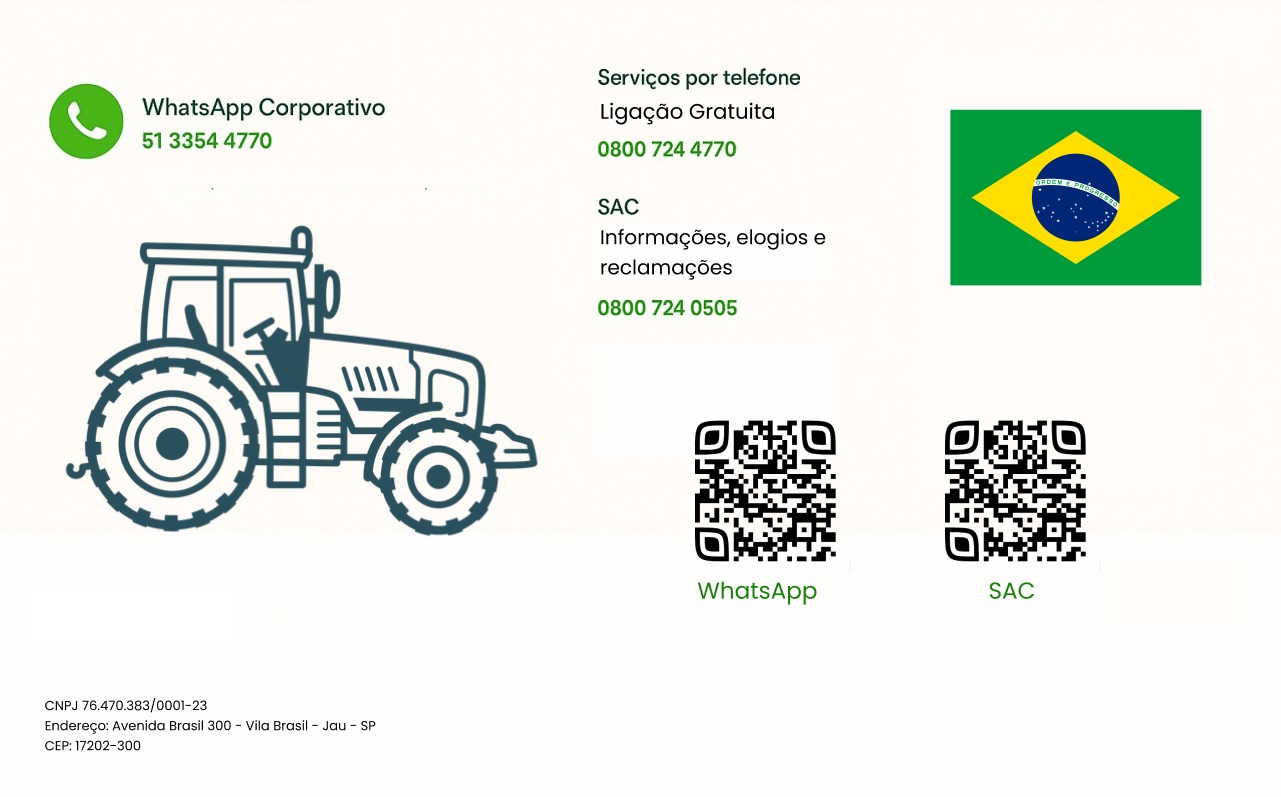 WhatsApp Corporativo
51 3354 4770
Serviços por telefone
Ligação Gratuita
0800 724 4770
SAC
Informações, elogios e
reclamações
0800 724 0505
ORDEM E PROGRESSO
WhatsApp
SAC
CNPJ 76.470.383/0001-23
Endereço: Avenida Brasil 300 - Vila Brasil - Jau - SP
CEP: 17202-300